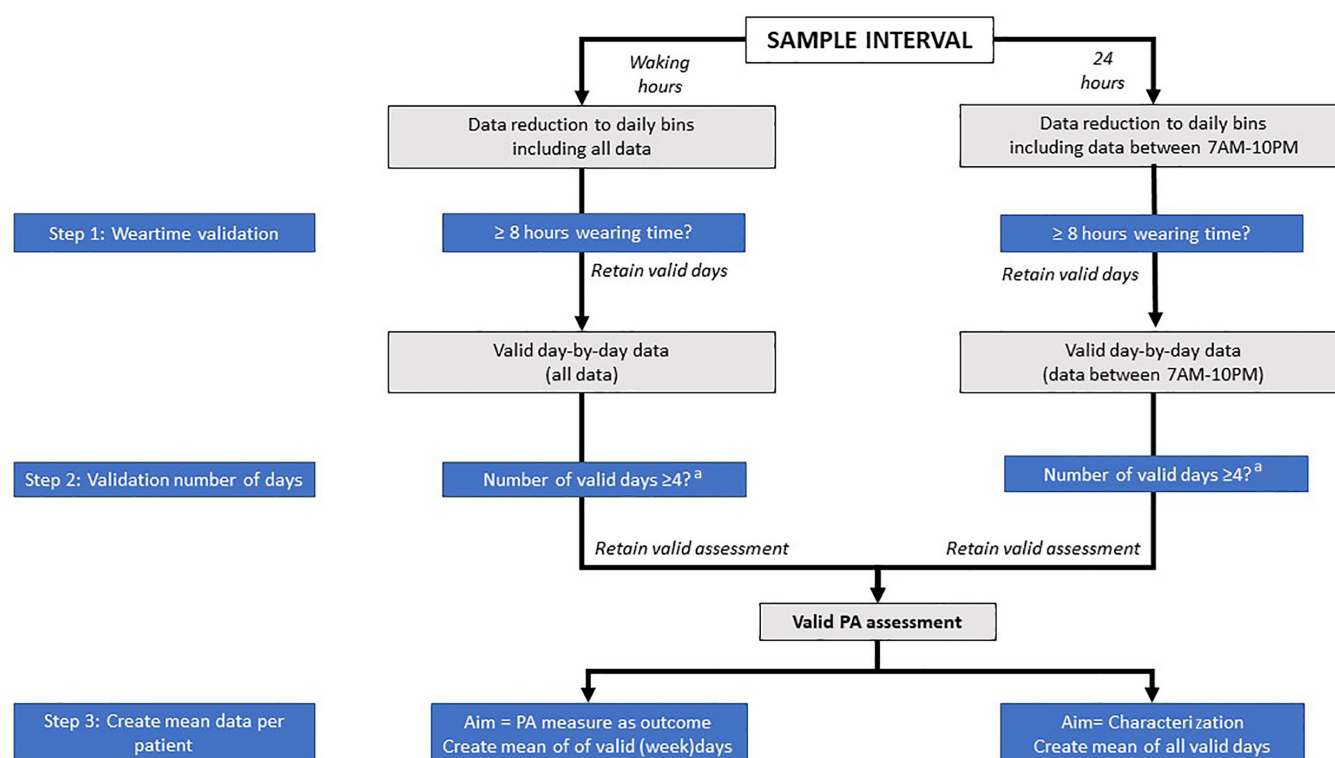 SAMPLE INTERVAL
Waking
hours
24
hours
Data reduction to daily bins
including all data
Data reduction to daily bins
including data between 7AM-10PM
Step 1: Weartime validation
≥ 8 hours wearing time?
≥ 8 hours wearing time?
Retain valid days
Retain valid days
Valid day-by-day data
(all data)
Valid day-by-day data
(data between 7AM-10PM)
Step 2: Validation number of days
Number of valid days ≥4? a
Number of valid days ≥4? a
Retain valid assessment
Retain valid assessment
Valid PA assessment
Step 3: Create mean data per
patient
Aim = PA measure as outcome
Create mean of of valid (week)days
Aim= Characterization
Create mean of all valid days